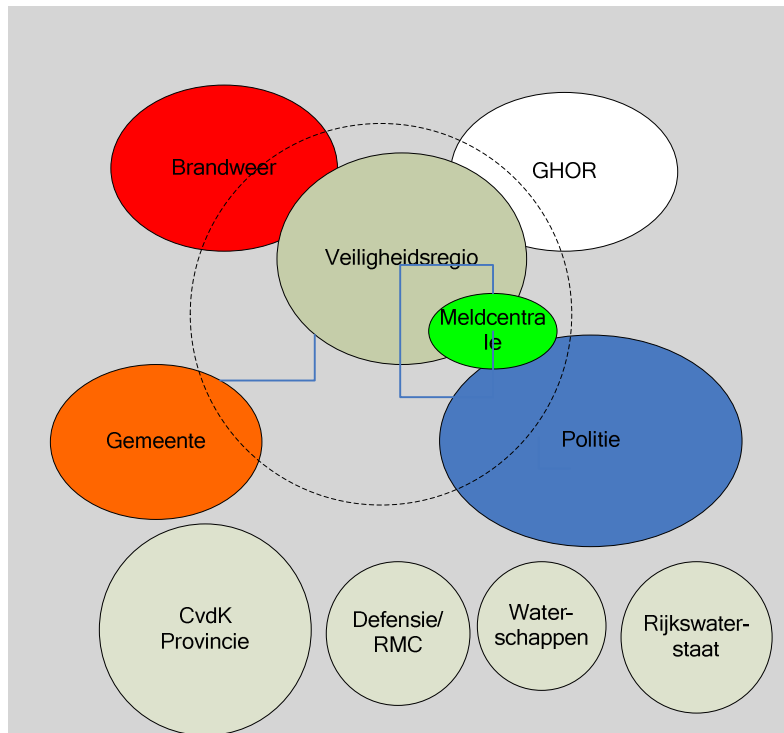 Brandweer
GHOR
Veiligheidsregio
Meldcentra
le
Gemeente
Politie
CvdK
Provincie
Defensie/
RMC
Water-
schappen
Rijkswater-
staat